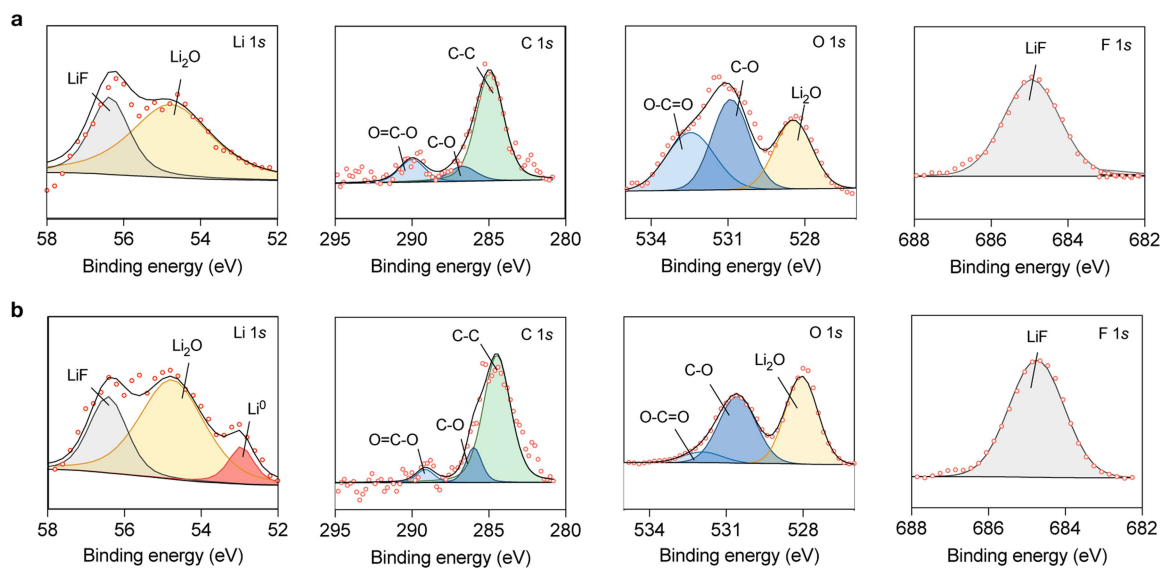 a
Li 1s
LiF
Li₂O
58 56 54 52
Binding energy (eV)
C 1s
C-C
O=C-O
C-O
295 290 285 280
Binding energy (eV)
O 1s
C-O
O-C=O
Li₂O
534 531 528
Binding energy (eV)
F 1s
LiF
688 686 684 682
Binding energy (eV)
b
Li 1s
Li₂O
LiF
Li⁰
58 56 54 52
Binding energy (eV)
C 1s
C-C
C-O
O=C-O
295 290 285 280
Binding energy (eV)
O 1s
Li₂O
C-O
O-C=O
534 531 528
Binding energy (eV)
F 1s
LiF
688 686 684 682
Binding energy (eV)